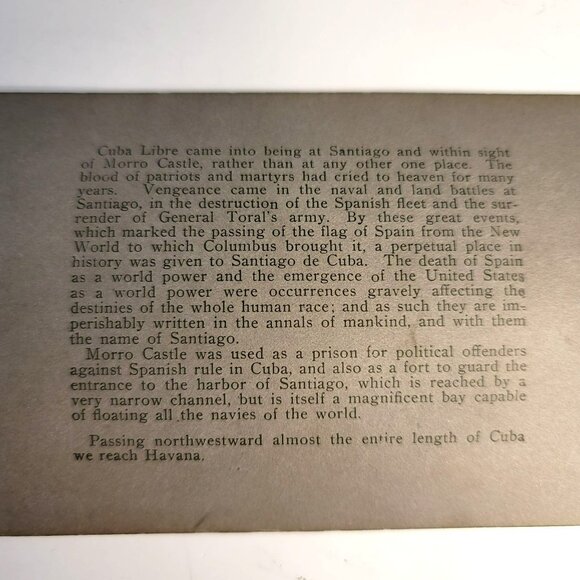 Cuba Libre came into being at Santiago and within sight
of Morro Castle, rather than at any other one place. The
blood of patriots and martyrs had cried to heaven for many
years. Vengeance came in the naval and land battles at
Santiago, in the destruction of the Spanish fleet and the sur-
render of General Toral's army. By these great events,
which marked the passing of the flag of Spain from the New
World to which Columbus brought it, a perpetual place in
history was given to Santiago de Cuba. The death of Spain
as a world power and the emergence of the United States
as a world power were occurrences gravely affecting the
destinies of the whole human race; and as such they are im-
perishably written in the annals of mankind, and with them
the name of Santiago.
Morro Castle was used as a prison for political offenders
against Spanish rule in Cuba, and also as a fort to guard the
entrance to the harbor of Santiago, which is reached by a
very narrow channel, but is itself a magnificent bay capable
of floating all the navies of the world.
Passing northwestward almost the entire length of Cuba
we reach Havana.